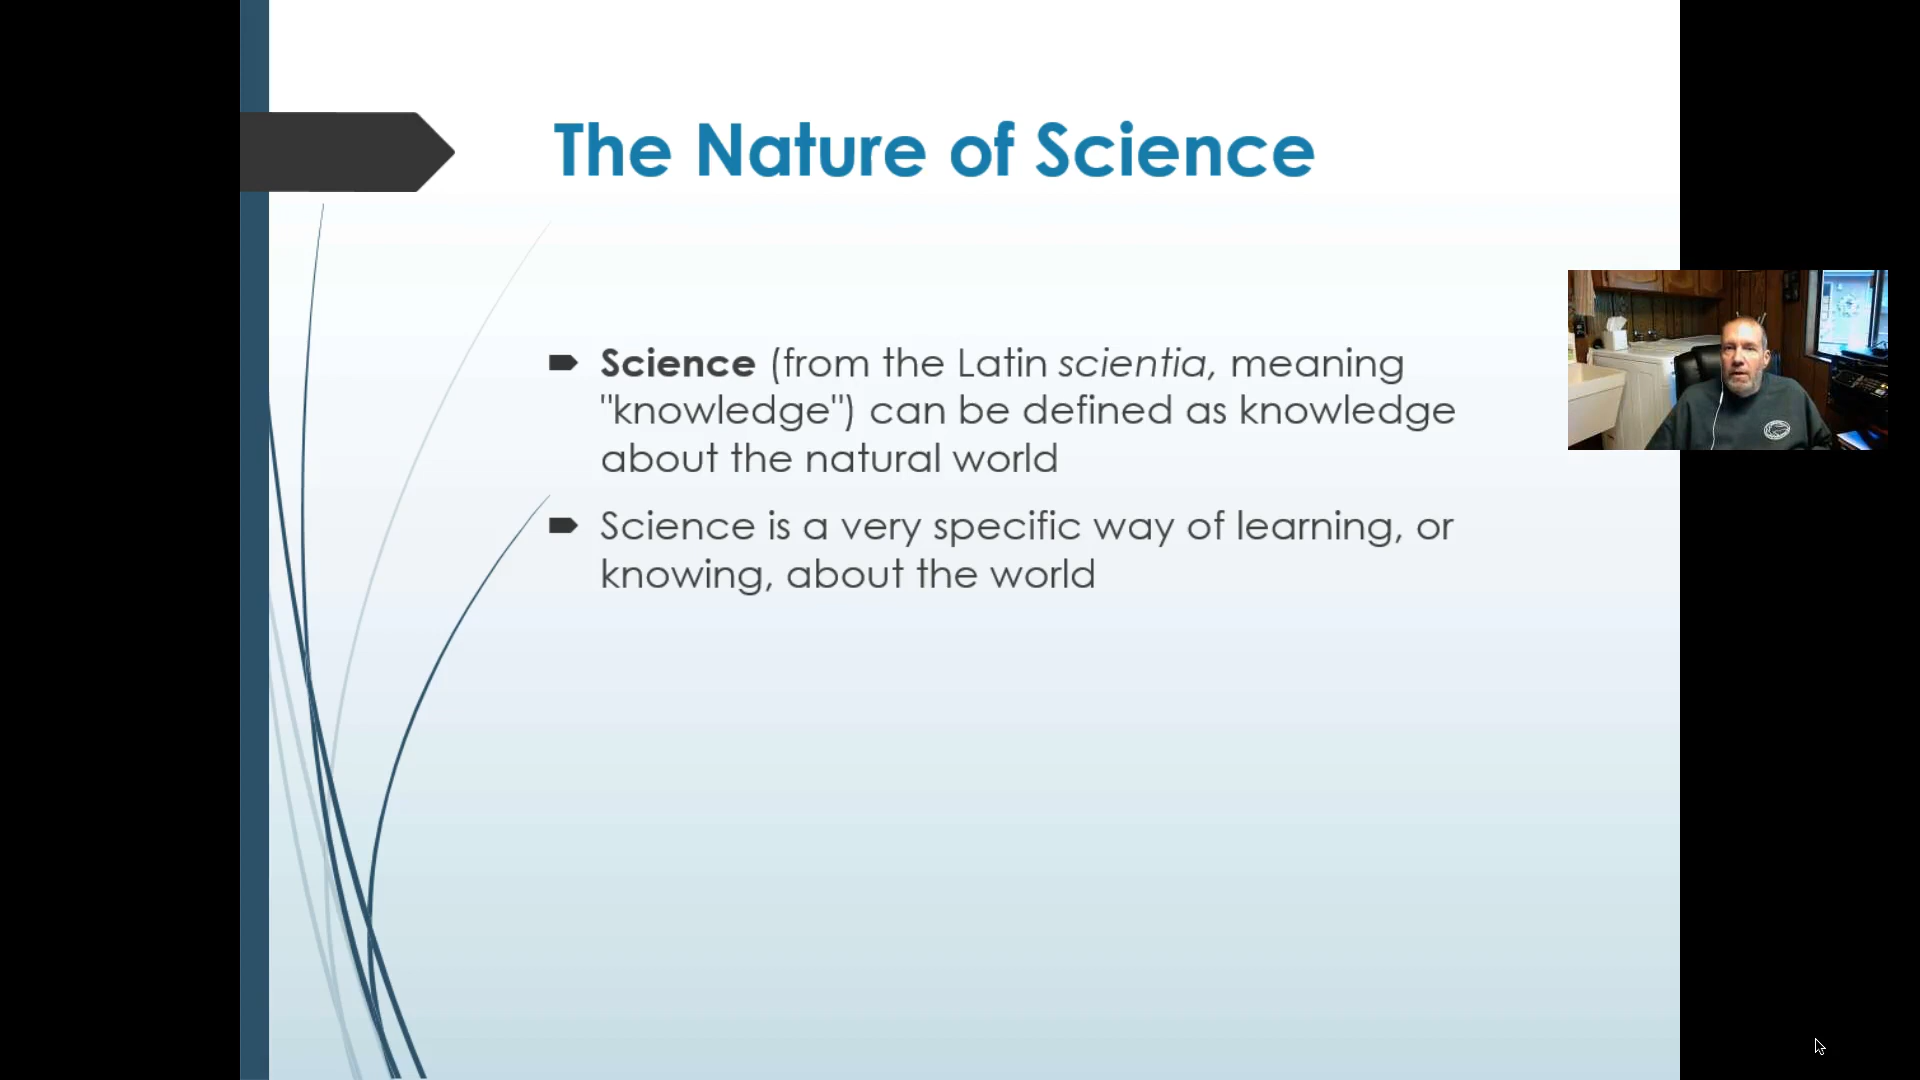 The Nature of Science
Science (from the Latin scientia, meaning
"knowledge") can be defined as knowledge
about the natural world
Science is a very specific way of learning, or
knowing, about the world